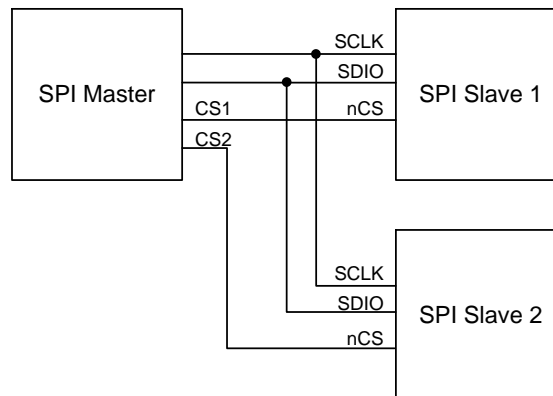 SCLK
SDIO
SPI Master
SPI Slave 1
CS1
nCS
CS2
SCLK
SDIO
SPI Slave 2
nCS